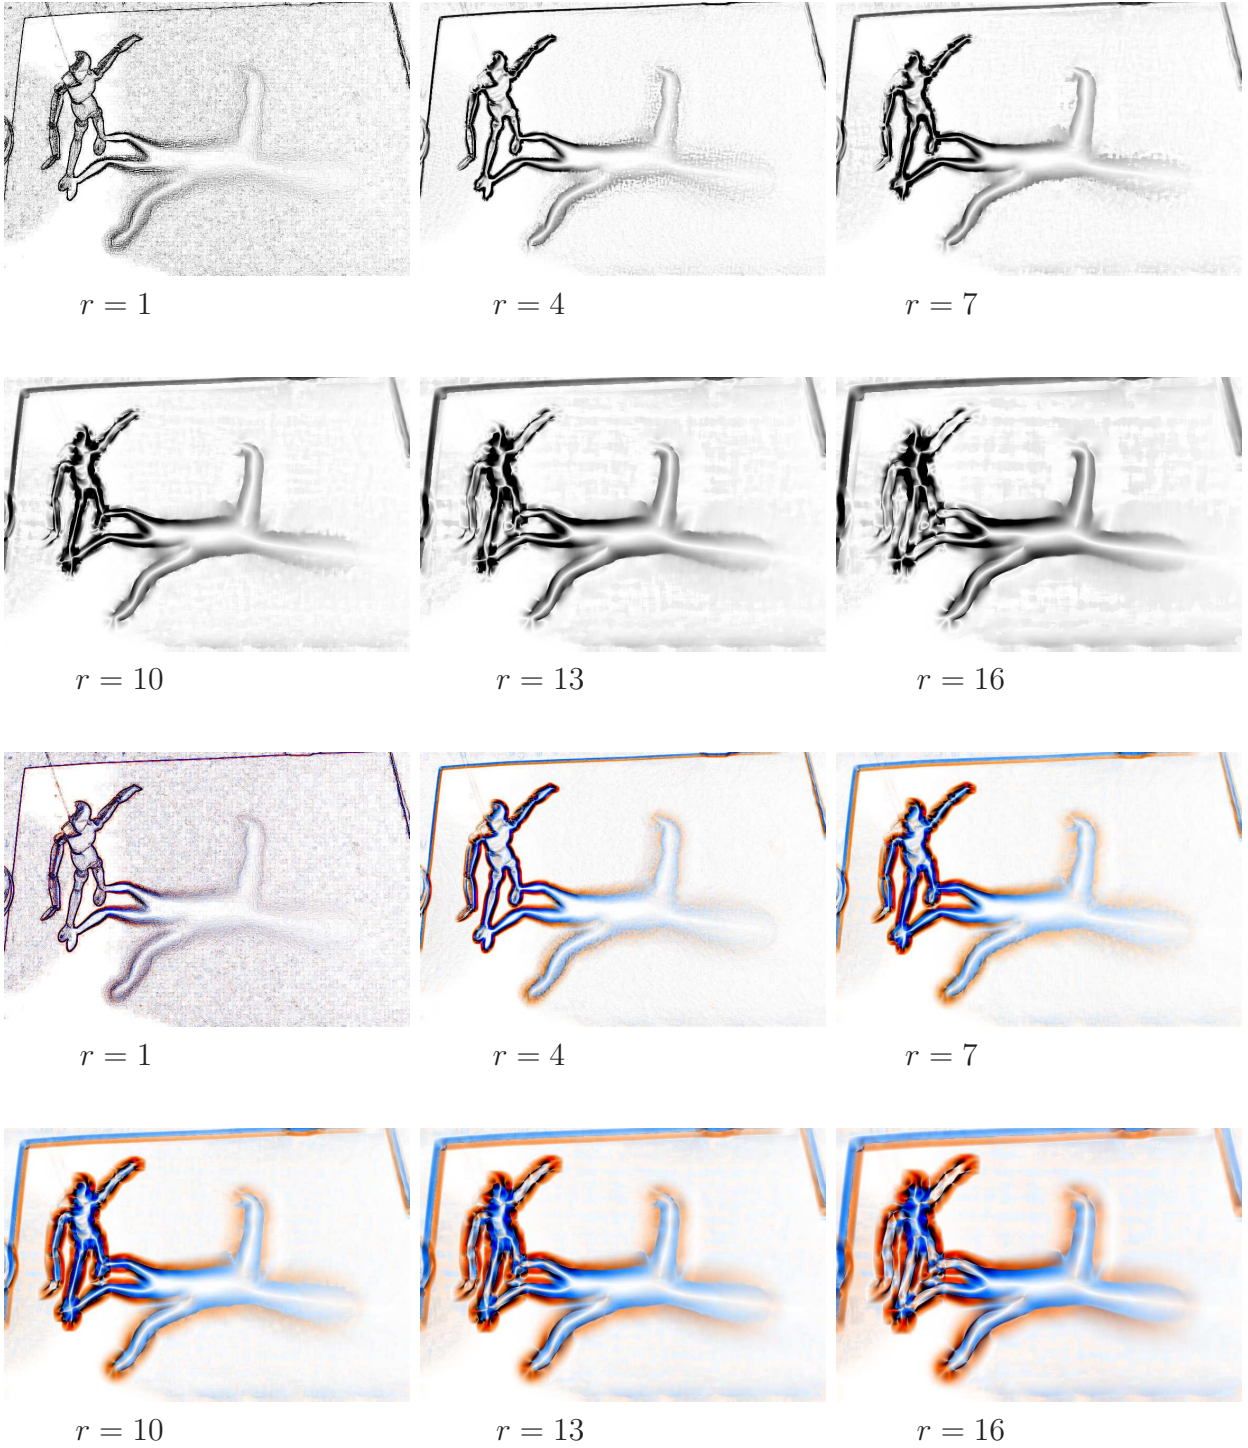 r = 1 r = 4 r = 7
r = 10 r = 13 r = 16
r = 1 r = 4 r = 7
r = 10 r = 13 r = 16